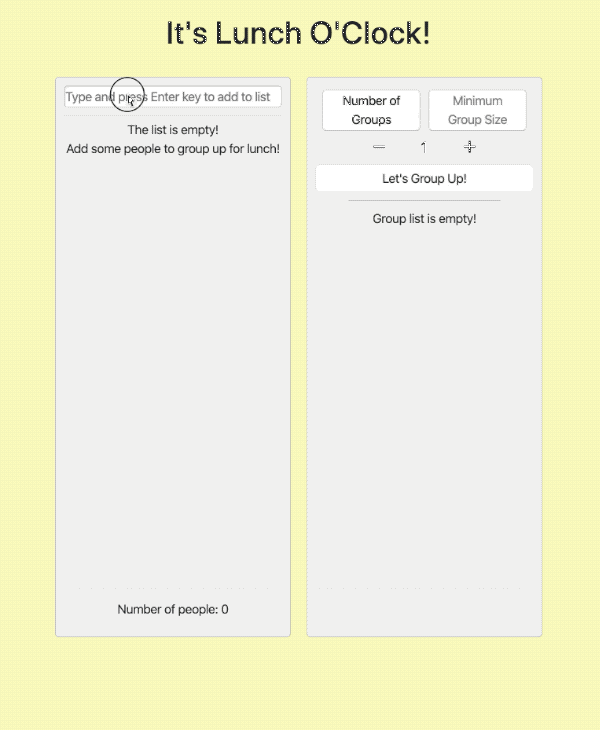 It's Lunch O'Clock!
Type and press Enter key to add to list
The list is empty!
Add some people to group up for lunch!
Number of people: 0
Number of
Groups
Minimum
Group Size
1
Let's Group Up!
Group list is empty!